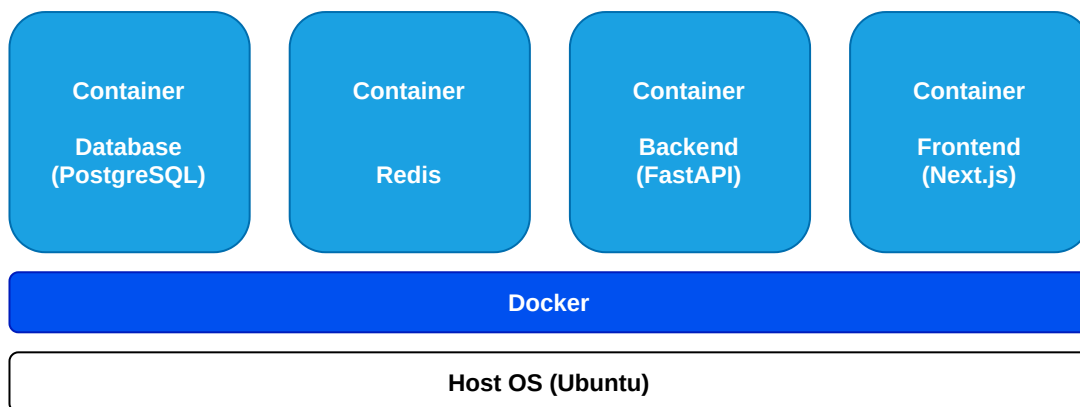 Container
Database
(PostgreSQL)
Container
Redis
Container
Backend
(FastAPI)
Container
Frontend
(Next.js)
Docker
Host OS (Ubuntu)